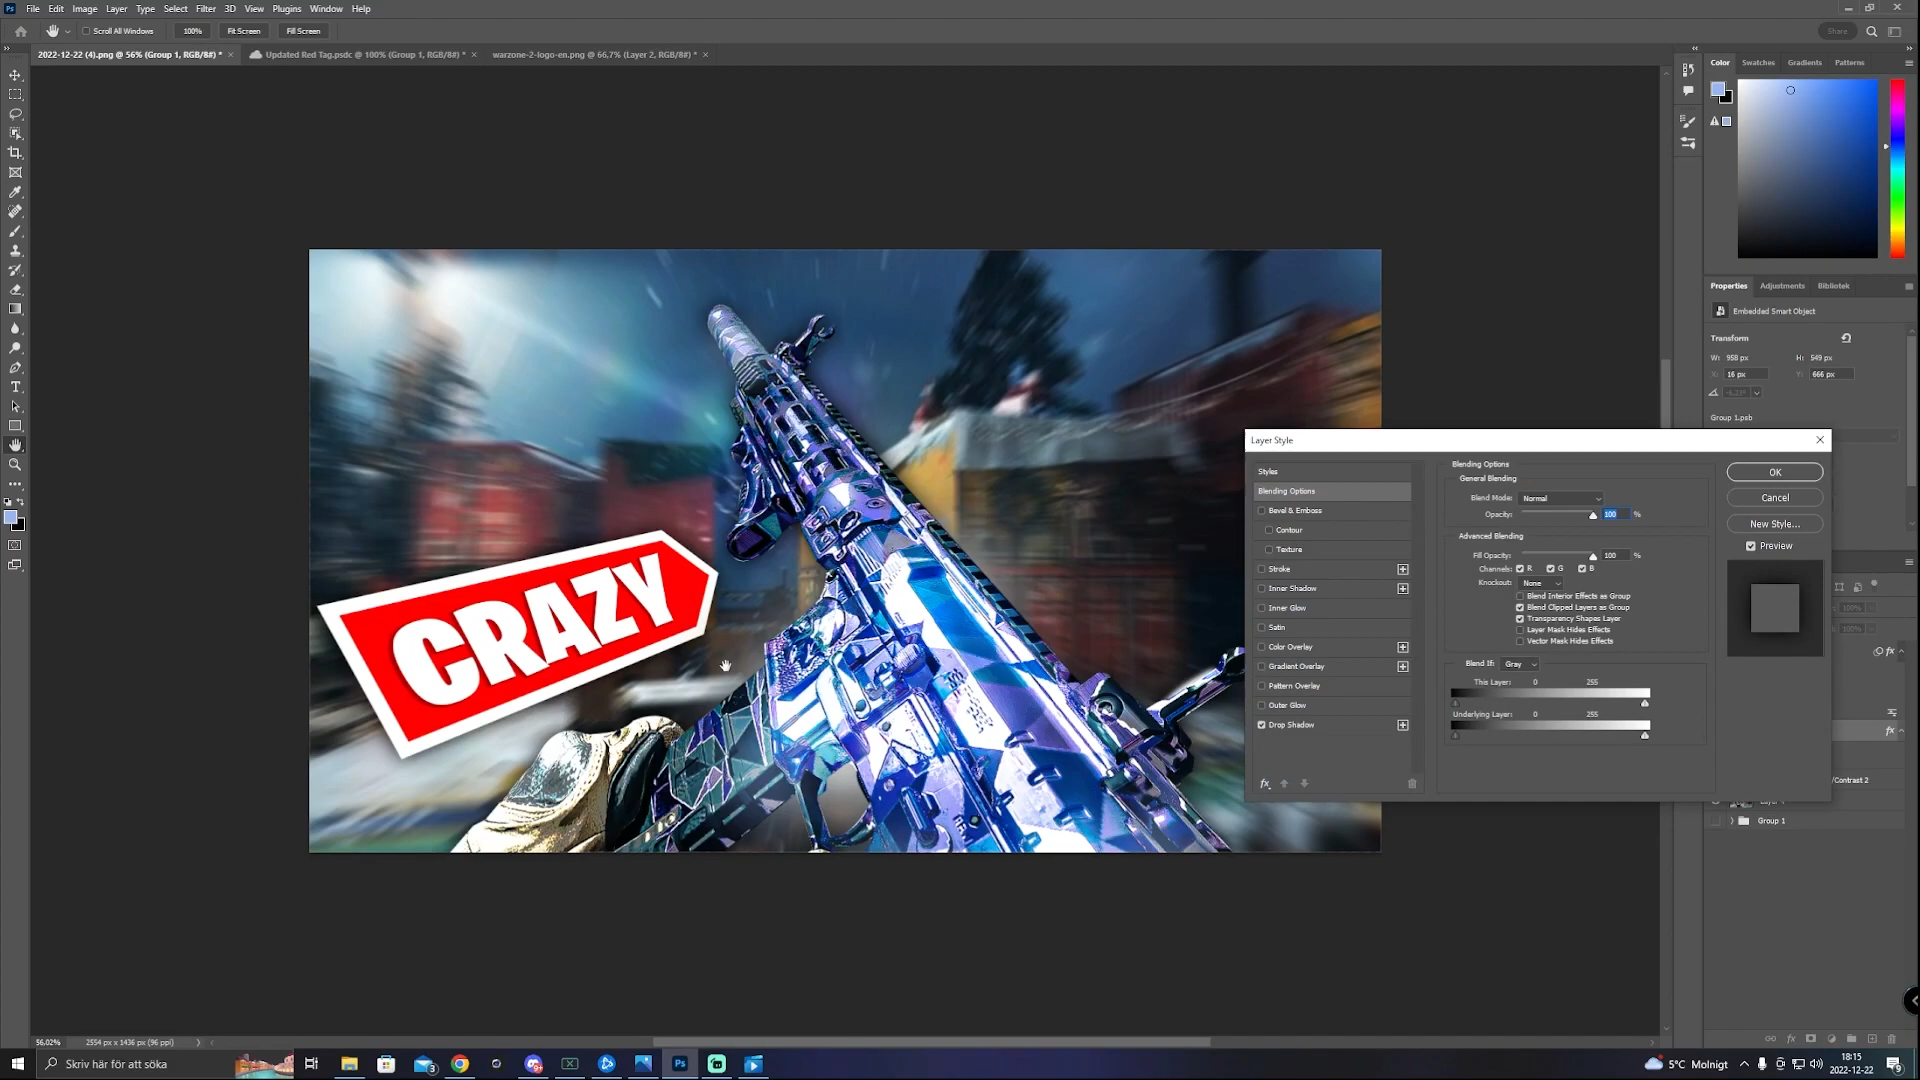 File Edit Image Layer Type Select Filter 3D View Plugins Window Help
Scroll All Windows 100% Fit Screen Fill Screen Share
2022-12-22 (4).png @ 56% (Group 1, RGB/8#) * × Updated Red Tag.psdc @ 100% (Group 1, RGB/8#) * × warzone-2-logo-en.png @ 66,7% (Layer 2, RGB/8#) * ×
Color Swatches Gradients Patterns
Properties Adjustments Bibliotek
Embedded Smart Object
Transform
W: 958 px H: 549 px
X: 16 px Y: 666 px
Group 1.psb
CRAZY
Layer Style
Styles
Blending Options
Bevel & Emboss
Contour
Texture
Stroke
Inner Shadow
Inner Glow
Satin
Color Overlay
Gradient Overlay
Pattern Overlay
Outer Glow
Drop Shadow
fx
Blending Options
General Blending
Blend Mode: Normal
Opacity: 100 %
Advanced Blending
Fill Opacity: 100 %
Channels: R G B
Knockout: None
Blend Interior Effects as Group
Blend Clipped Layers as Group
Transparency Shapes Layer
Layer Mask Hides Effects
Vector Mask Hides Effects
Blend If: Gray
This Layer: 0 255
Underlying Layer: 0 255
OK
Cancel
New Style...
Preview
fx
fx
/Contrast 2
Group 1
56,02% 2554 px x 1436 px (96 ppi)
Skriv här för att söka
5°C Molnigt
18:15
2022-12-22